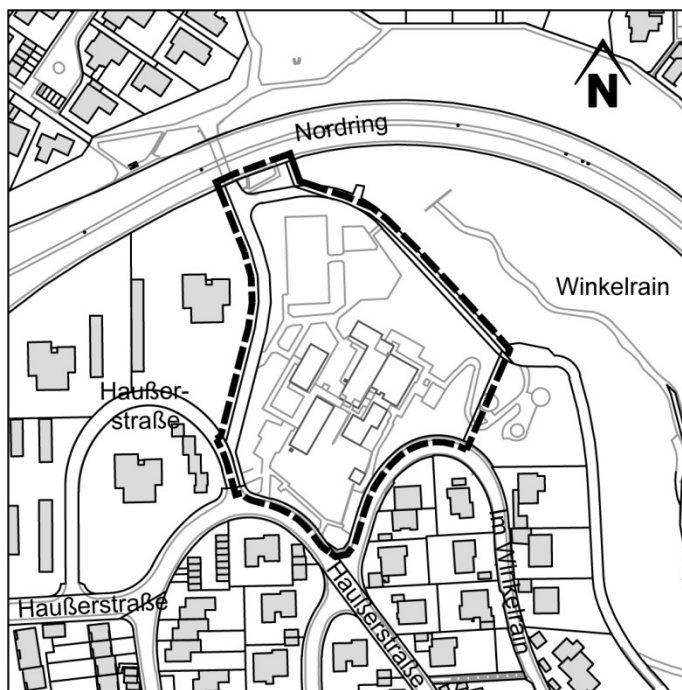 N
Nordring
Winkelrain
Haußer-
straße
Haußerstraße
Haußerstraße
Im Winkelrain